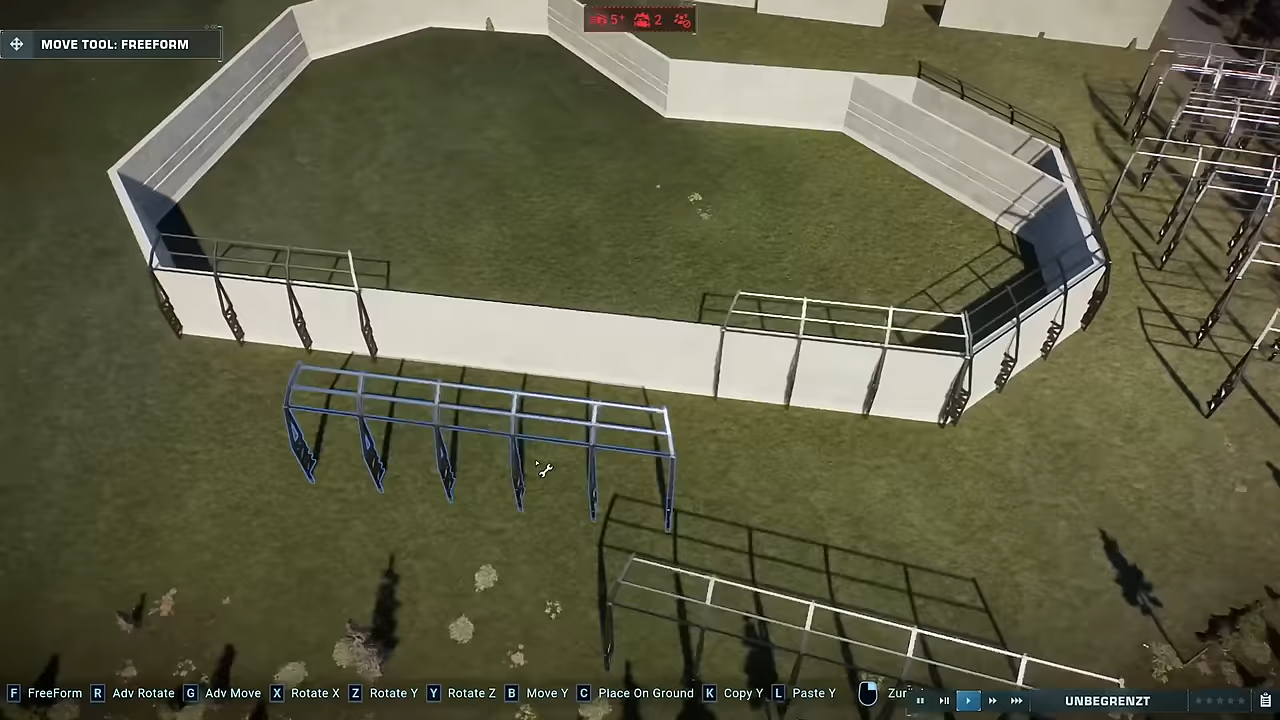 5+ 2
MOVE TOOL: FREEFORM
F FreeForm R Adv Rotate G Adv Move X Rotate X Z Rotate Y Y Rotate Z B Move Y C Place On Ground K Copy Y L Paste Y
UNBEGRENZT